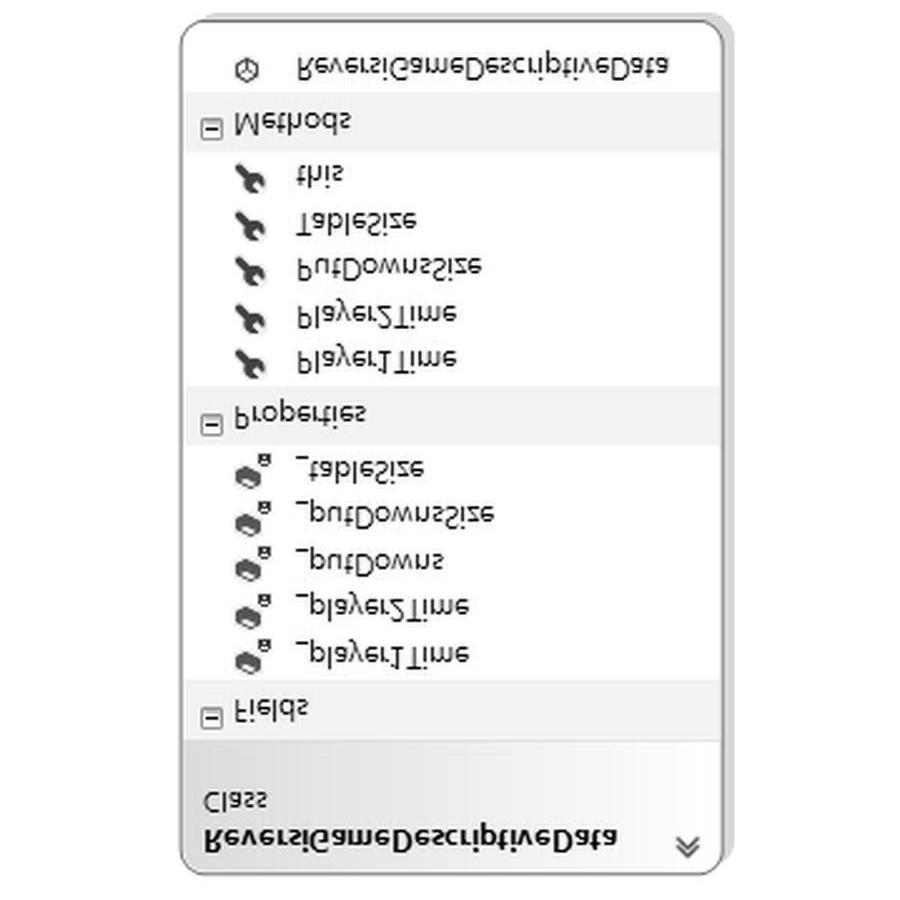 ReversiGameDescriptiveData
Class
Fields
_player1Time
_player2Time
_putDowns
_putDownsSize
_tableSize
Properties
Player1Time
Player2Time
PutDownsSize
TableSize
this
Methods
ReversiGameDescriptiveData